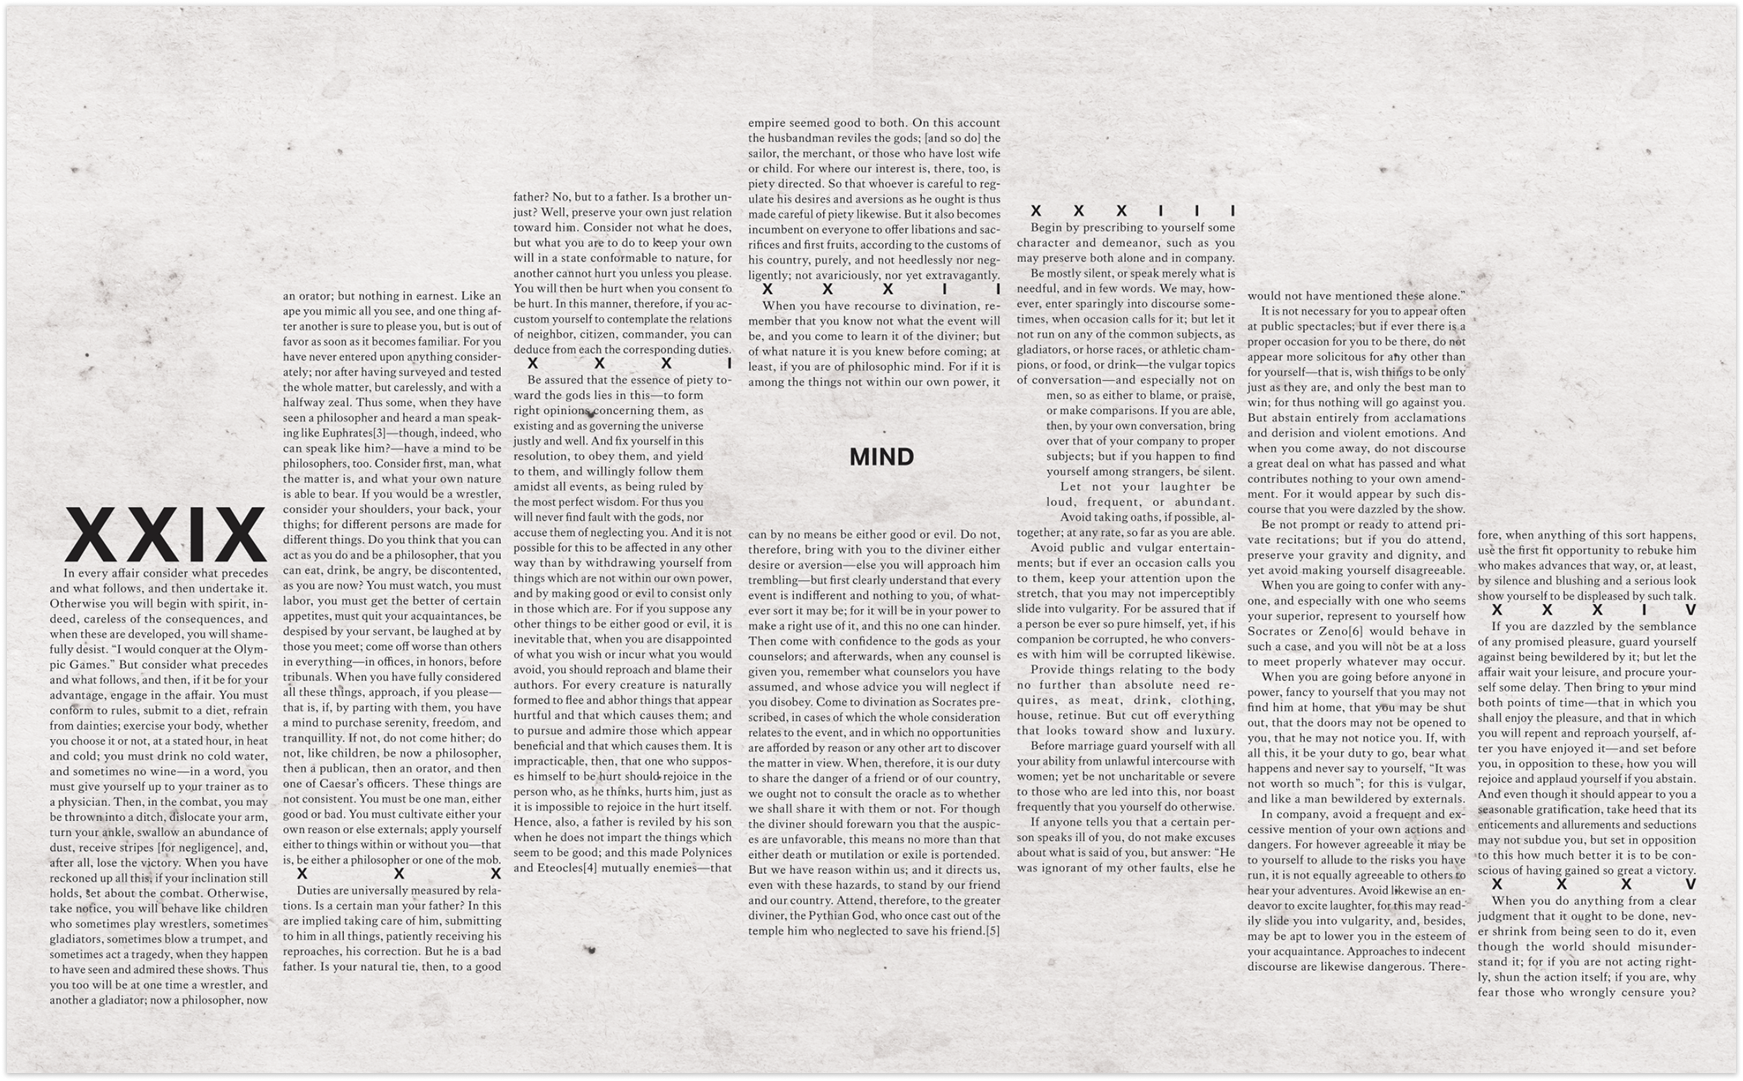 XXIX
In every affair consider what precedes
and what follows, and then undertake it.
Otherwise you will begin with spirit, in-
deed, careless of the consequences, and
when these are developed, you will shame-
fully desist. “I would conquer at the Olym-
pic Games.” But consider what precedes
and what follows, and then, if it be for your
advantage, engage in the affair. You must
conform to rules, submit to a diet, refrain
from dainties; exercise your body, whether
you choose it or not, at a stated hour, in heat
and cold; you must drink no cold water,
and sometimes no wine—in a word, you
must give yourself up to your trainer as to
a physician. Then, in the combat, you may
be thrown into a ditch, dislocate your arm,
turn your ankle, swallow an abundance of
dust, receive stripes [for negligence], and,
after all, lose the victory. When you have
reckoned up all this, if your inclination still
holds, set about the combat. Otherwise,
take notice, you will behave like children
who sometimes play wrestlers, sometimes
gladiators, sometimes blow a trumpet, and
sometimes act a tragedy, when they happen
to have seen and admired these shows. Thus
you too will be at one time a wrestler, and
another a gladiator; now a philosopher, now
an orator; but nothing in earnest. Like an
ape you mimic all you see, and one thing af-
ter another is sure to please you, but is out of
favor as soon as it becomes familiar. For you
have never entered upon anything consider-
ately; nor after having surveyed and tested
the whole matter, but carelessly, and with a
halfway zeal. Thus some, when they have
seen a philosopher and heard a man speak-
ing like Euphrates[3]—though, indeed, who
can speak like him?—have a mind to be
philosophers, too. Consider first, man, what
the matter is, and what your own nature
is able to bear. If you would be a wrestler,
consider your shoulders, your back, your
thighs; for different persons are made for
different things. Do you think that you can
act as you do and be a philosopher, that you
can eat, drink, be angry, be discontented,
as you are now? You must watch, you must
labor, you must get the better of certain
appetites, must quit your acquaintances, be
despised by your servant, be laughed at by
those you meet; come off worse than others
in everything—in offices, in honors, before
tribunals. When you have fully considered
all these things, approach, if you please—
that is, if, by parting with them, you have
a mind to purchase serenity, freedom, and
tranquillity. If not, do not come hither; do
not, like children, be now a philosopher,
then a publican, then an orator, and then
one of Caesar’s officers. These things are
not consistent. You must be one man, either
good or bad. You must cultivate either your
own reason or else externals; apply yourself
either to things within or without you—that
is, be either a philosopher or one of the mob.
X X X
Duties are universally measured by rela-
tions. Is a certain man your father? In this
are implied taking care of him, submitting
to him in all things, patiently receiving his
reproaches, his correction. But he is a bad
father. Is your natural tie, then, to a good
father? No, but to a father. Is a brother un-
just? Well, preserve your own just relation
toward him. Consider not what he does,
but what you are to do to keep your own
will in a state conformable to nature, for
another cannot hurt you unless you please.
You will then be hurt when you consent to
be hurt. In this manner, therefore, if you ac-
custom yourself to contemplate the relations
of neighbor, citizen, commander, you can
deduce from each the corresponding duties.
X X X I
Be assured that the essence of piety to-
ward the gods lies in this—to form
right opinions concerning them, as
existing and as governing the universe
justly and well. And fix yourself in this
resolution, to obey them, and yield
to them, and willingly follow them
amidst all events, as being ruled by
the most perfect wisdom. For thus you
will never find fault with the gods, nor
accuse them of neglecting you. And it is not
possible for this to be affected in any other
way than by withdrawing yourself from
things which are not within our own power,
and by making good or evil to consist only
in those which are. For if you suppose any
other things to be either good or evil, it is
inevitable that, when you are disappointed
of what you wish or incur what you would
avoid, you should reproach and blame their
authors. For every creature is naturally
formed to flee and abhor things that appear
hurtful and that which causes them; and
to pursue and admire those which appear
beneficial and that which causes them. It is
impracticable, then, that one who suppos-
es himself to be hurt should rejoice in the
person who, as he thinks, hurts him, just as
it is impossible to rejoice in the hurt itself.
Hence, also, a father is reviled by his son
when he does not impart the things which
seem to be good; and this made Polynices
and Eteocles[4] mutually enemies—that
empire seemed good to both. On this account
the husbandman reviles the gods; [and so do] the
sailor, the merchant, or those who have lost wife
or child. For where our interest is, there, too, is
piety directed. So that whoever is careful to reg-
ulate his desires and aversions as he ought is thus
made careful of piety likewise. But it also becomes
incumbent on everyone to offer libations and sac-
rifices and first fruits, according to the customs of
his country, purely, and not heedlessly nor neg-
ligently; not avariciously, nor yet extravagantly.
X X X I I
When you have recourse to divination, re-
member that you know not what the event will
be, and you come to learn it of the diviner; but
of what nature it is you knew before coming; at
least, if you are of philosophic mind. For if it is
among the things not within our own power, it
MIND
can by no means be either good or evil. Do not,
therefore, bring with you to the diviner either
desire or aversion—else you will approach him
trembling—but first clearly understand that every
event is indifferent and nothing to you, of what-
ever sort it may be; for it will be in your power to
make a right use of it, and this no one can hinder.
Then come with confidence to the gods as your
counselors; and afterwards, when any counsel is
given you, remember what counselors you have
assumed, and whose advice you will neglect if
you disobey. Come to divination as Socrates pre-
scribed, in cases of which the whole consideration
relates to the event, and in which no opportunities
are afforded by reason or any other art to discover
the matter in view. When, therefore, it is our duty
to share the danger of a friend or of our country,
we ought not to consult the oracle as to whether
we shall share it with them or not. For though
the diviner should forewarn you that the auspic-
es are unfavorable, this means no more than that
either death or mutilation or exile is portended.
But we have reason within us; and it directs us,
even with these hazards, to stand by our friend
and our country. Attend, therefore, to the greater
diviner, the Pythian God, who once cast out of the
temple him who neglected to save his friend.[5]
X X X I I I
Begin by prescribing to yourself some
character and demeanor, such as you
may preserve both alone and in company.
Be mostly silent, or speak merely what is
needful, and in few words. We may, how-
ever, enter sparingly into discourse some-
times, when occasion calls for it; but let it
not run on any of the common subjects, as
gladiators, or horse races, or athletic cham-
pions, or food, or drink—the vulgar topics
of conversation—and especially not on
men, so as either to blame, or praise,
or make comparisons. If you are able,
then, by your own conversation, bring
over that of your company to proper
subjects; but if you happen to find
yourself among strangers, be silent.
Let not your laughter be
loud, frequent, or abundant.
Avoid taking oaths, if possible, al-
together; at any rate, so far as you are able.
Avoid public and vulgar entertain-
ments; but if ever an occasion calls you
to them, keep your attention upon the
stretch, that you may not imperceptibly
slide into vulgarity. For be assured that if
a person be ever so pure himself, yet, if his
companion be corrupted, he who convers-
es with him will be corrupted likewise.
Provide things relating to the body
no further than absolute need re-
quires, as meat, drink, clothing,
house, retinue. But cut off everything
that looks toward show and luxury.
Before marriage guard yourself with all
your ability from unlawful intercourse with
women; yet be not uncharitable or severe
to those who are led into this, nor boast
frequently that you yourself do otherwise.
If anyone tells you that a certain per-
son speaks ill of you, do not make excuses
about what is said of you, but answer: “He
was ignorant of my other faults, else he
would not have mentioned these alone.”
It is not necessary for you to appear often
at public spectacles; but if ever there is a
proper occasion for you to be there, do not
appear more solicitous for any other than
for yourself—that is, wish things to be only
just as they are, and only the best man to
win; for thus nothing will go against you.
But abstain entirely from acclamations
and derision and violent emotions. And
when you come away, do not discourse
a great deal on what has passed and what
contributes nothing to your own amend-
ment. For it would appear by such dis-
course that you were dazzled by the show.
Be not prompt or ready to attend pri-
vate recitations; but if you do attend,
preserve your gravity and dignity, and
yet avoid making yourself disagreeable.
When you are going to confer with any-
one, and especially with one who seems
your superior, represent to yourself how
Socrates or Zeno[6] would behave in
such a case, and you will not be at a loss
to meet properly whatever may occur.
When you are going before anyone in
power, fancy to yourself that you may not
find him at home, that you may be shut
out, that the doors may not be opened to
you, that he may not notice you. If, with
all this, it be your duty to go, bear what
happens and never say to yourself, “It was
not worth so much”; for this is vulgar,
and like a man bewildered by externals.
In company, avoid a frequent and ex-
cessive mention of your own actions and
dangers. For however agreeable it may be
to yourself to allude to the risks you have
run, it is not equally agreeable to others to
hear your adventures. Avoid likewise an en-
deavor to excite laughter, for this may read-
ily slide you into vulgarity, and, besides,
may be apt to lower you in the esteem of
your acquaintance. Approaches to indecent
discourse are likewise dangerous. There-
fore, when anything of this sort happens,
use the first fit opportunity to rebuke him
who makes advances that way, or, at least,
by silence and blushing and a serious look
show yourself to be displeased by such talk.
X X X I V
If you are dazzled by the semblance
of any promised pleasure, guard yourself
against being bewildered by it; but let the
affair wait your leisure, and procure your-
self some delay. Then bring to your mind
both points of time—that in which you
shall enjoy the pleasure, and that in which
you will repent and reproach yourself, af-
ter you have enjoyed it—and set before
you, in opposition to these, how you will
rejoice and applaud yourself if you abstain.
And even though it should appear to you a
seasonable gratification, take heed that its
enticements and allurements and seductions
may not subdue you, but set in opposition
to this how much better it is to be con-
scious of having gained so great a victory.
X X X V
When you do anything from a clear
judgment that it ought to be done, nev-
er shrink from being seen to do it, even
though the world should misunder-
stand it; for if you are not acting right-
ly, shun the action itself; if you are, why
fear those who wrongly censure you?